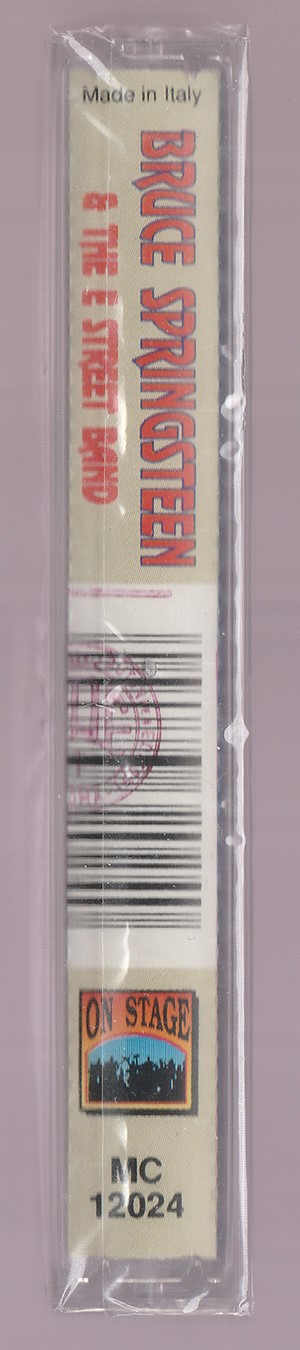 Made in Italy
BRUCE SPRINGSTEEN
& THE E STREET BAND
ON STAGE
MC
12024